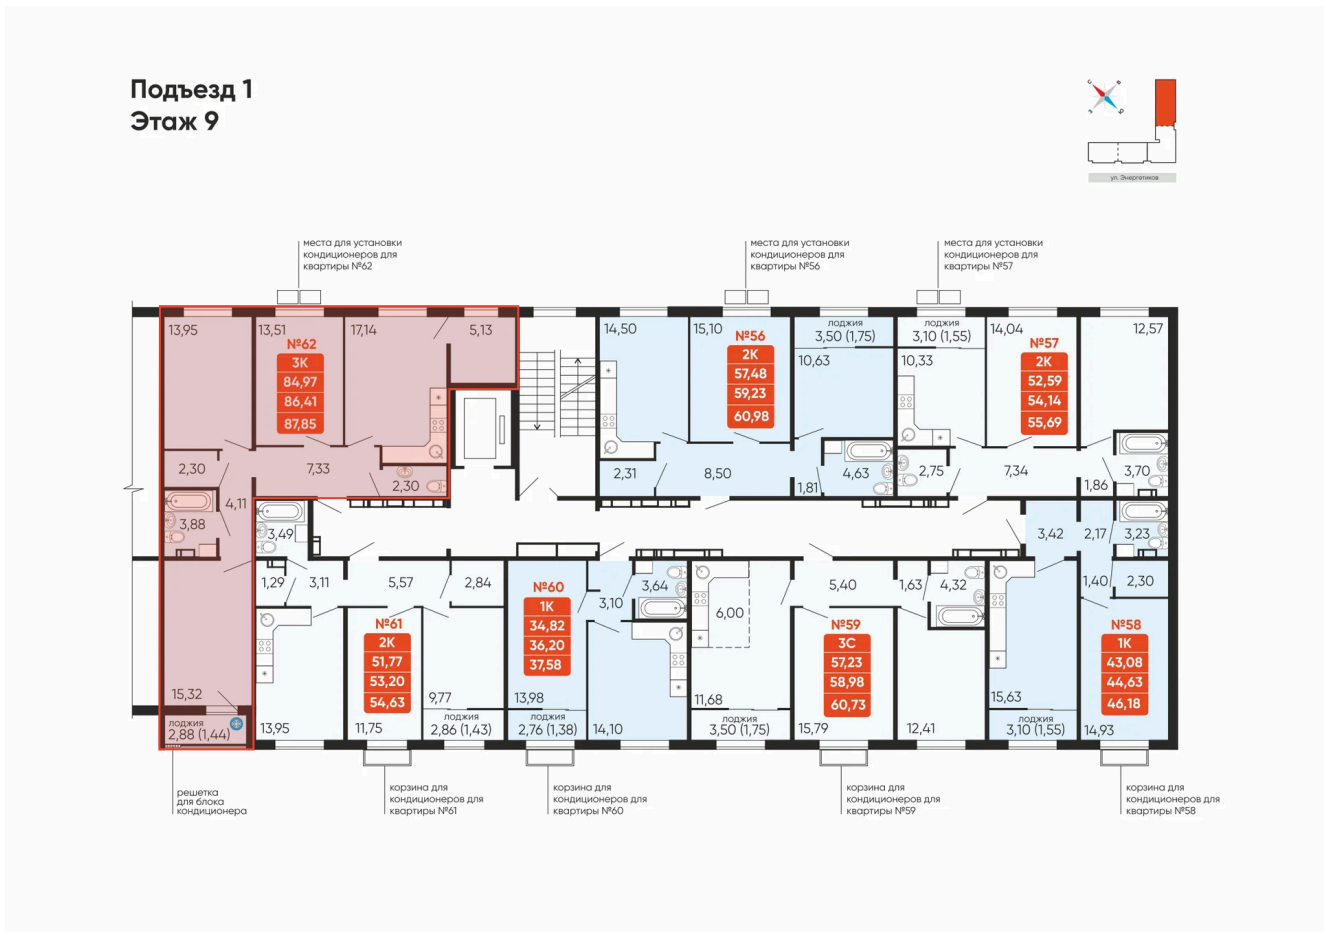 Подъезд 1
Этаж 9
С
В
З
Ю
ул. Энергетиков
места для установки
кондиционеров для
квартиры №62
места для установки
кондиционеров для
квартиры №56
места для установки
кондиционеров для
квартиры №57
13,95
13,51
17,14
5,13
№62
3К
84,97
86,41
87,85
2,30
7,33
2,30
4,11
3,88
15,32
лоджия
2,88 (1,44)
14,50
15,10
№56
2К
57,48
59,23
60,98
лоджия
3,50 (1,75)
10,63
2,31
8,50
1,81
4,63
лоджия
3,10 (1,55)
10,33
14,04
№57
2К
52,59
54,14
55,69
12,57
2,75
7,34
1,86
3,70
3,49
1,29
3,11
5,57
2,84
№61
2К
51,77
53,20
54,63
13,95
11,75
9,77
лоджия
2,86 (1,43)
№60
1К
34,82
36,20
37,58
13,98
3,10
3,64
лоджия
2,76 (1,38)
14,10
6,00
11,68
лоджия
3,50 (1,75)
5,40
№59
3С
57,23
58,98
60,73
15,79
1,63
4,32
12,41
3,42
2,17
3,23
1,40
2,30
№58
1К
43,08
44,63
46,18
15,63
лоджия
3,10 (1,55)
14,93
решетка
для блока
кондиционера
корзина для
кондиционеров для
квартиры №61
корзина для
кондиционеров для
квартиры №60
корзина для
кондиционеров для
квартиры №59
корзина для
кондиционеров для
квартиры №58